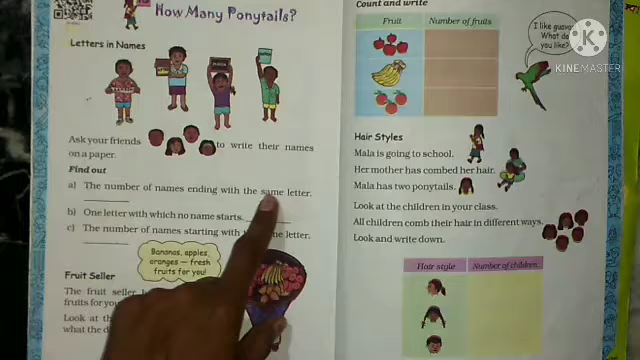 How Many Ponytails?
Letters in Names
Ask your friends to write their names
on a paper.
Find out
a) The number of names ending with the same letter.
b) One letter with which no name starts.
c) The number of names starting with letter.
Bananas, apples,
oranges — fresh
fruits for you!
Fruit Seller
The fruit seller
fruits for you
Look at
what the
Count and write
Fruit Number of fruits
I like guava
What do
you like?
KINEMASTER
Hair Styles
Mala is going to school.
Her mother has combed her hair.
Mala has two ponytails.
Look at the children in your class.
All children comb their hair in different ways.
Look and write down.
Hair style Number of children